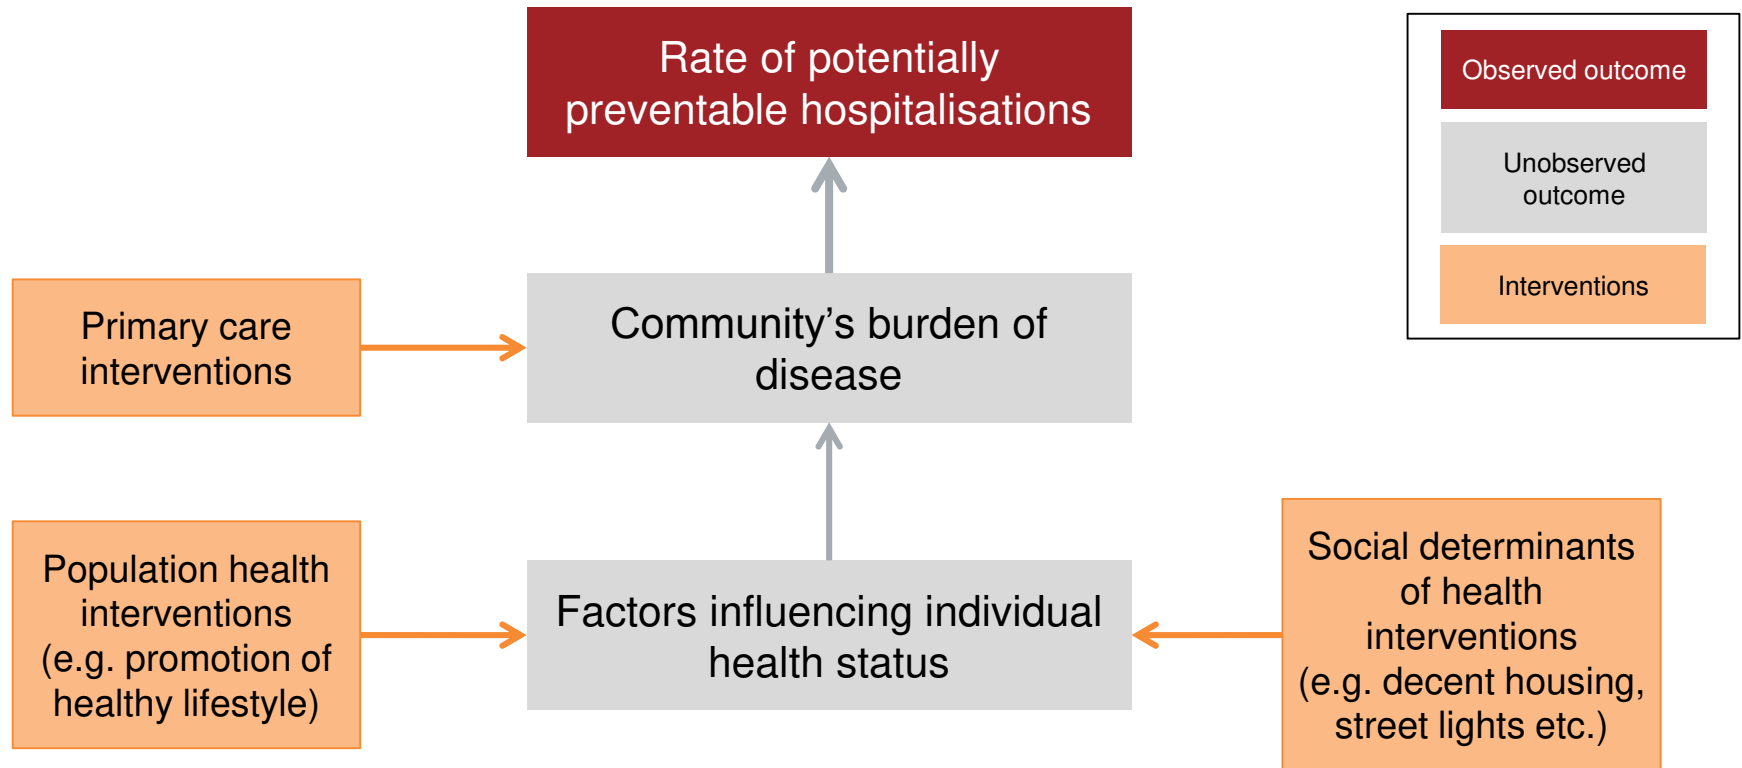 Rate of potentially
preventable hospitalisations
Observed outcome
Unobserved
outcome
Interventions
Primary care
interventions
Community’s burden of
disease
Population health
interventions
(e.g. promotion of
healthy lifestyle)
Factors influencing individual
health status
Social determinants
of health
interventions
(e.g. decent housing,
street lights etc.)